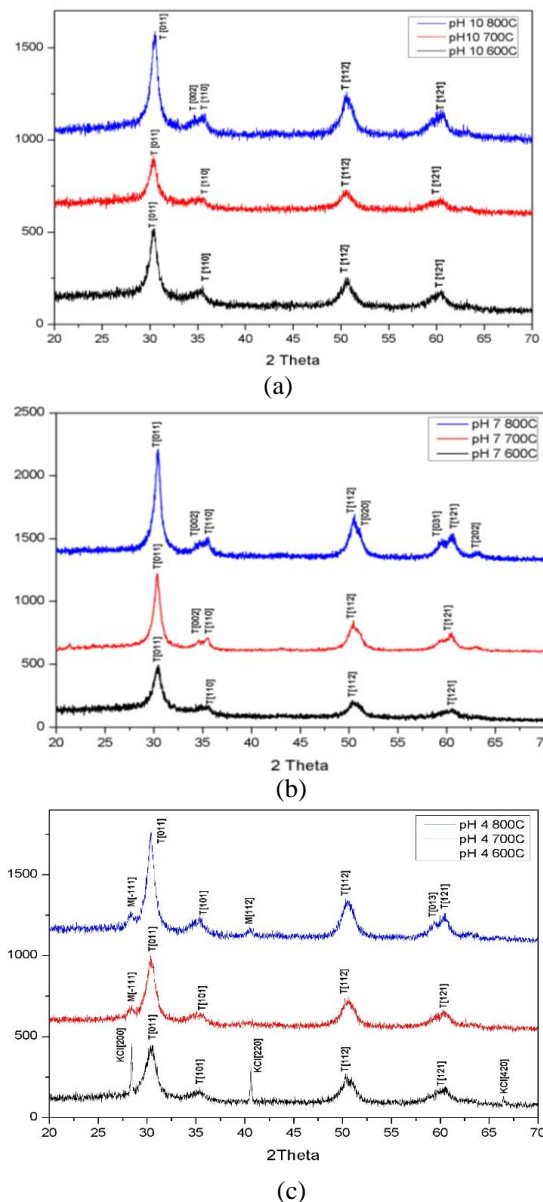 pH 10 800C
pH10 700C
pH 10 600C
T [011]
T [002]
T [110]
T [112]
T [121]
T [011]
T [110]
T [112]
T [121]
T [011]
T [110]
T [112]
T [121]
1500
1000
500
0
20 25 30 35 40 45 50 55 60 65 70
2 Theta
(a)
pH 7 800C
pH 7 700C
pH 7 600C
T[011]
T[002]
T[110]
T[112]
T[020]
T[031]
T[121]
T[202]
T[011]
T[002]
T[110]
T[112]
T[121]
T[011]
T[110]
T[112]
T[121]
2500
2000
1500
1000
500
0
20 25 30 35 40 45 50 55 60 65 70
2 Theta
(b)
pH 4 800C
pH 4 700C
pH 4 600C
M[-111]
T[011]
T[101]
M[112]
T[112]
T[013]
T[121]
M[-111]
T[011]
T[101]
T[112]
T[121]
KCl[200]
T[011]
T[101]
KCl[220]
T[112]
T[121]
KCl[420]
1500
1000
500
0
20 25 30 35 40 45 50 55 60 65 70
2Theta
(c)